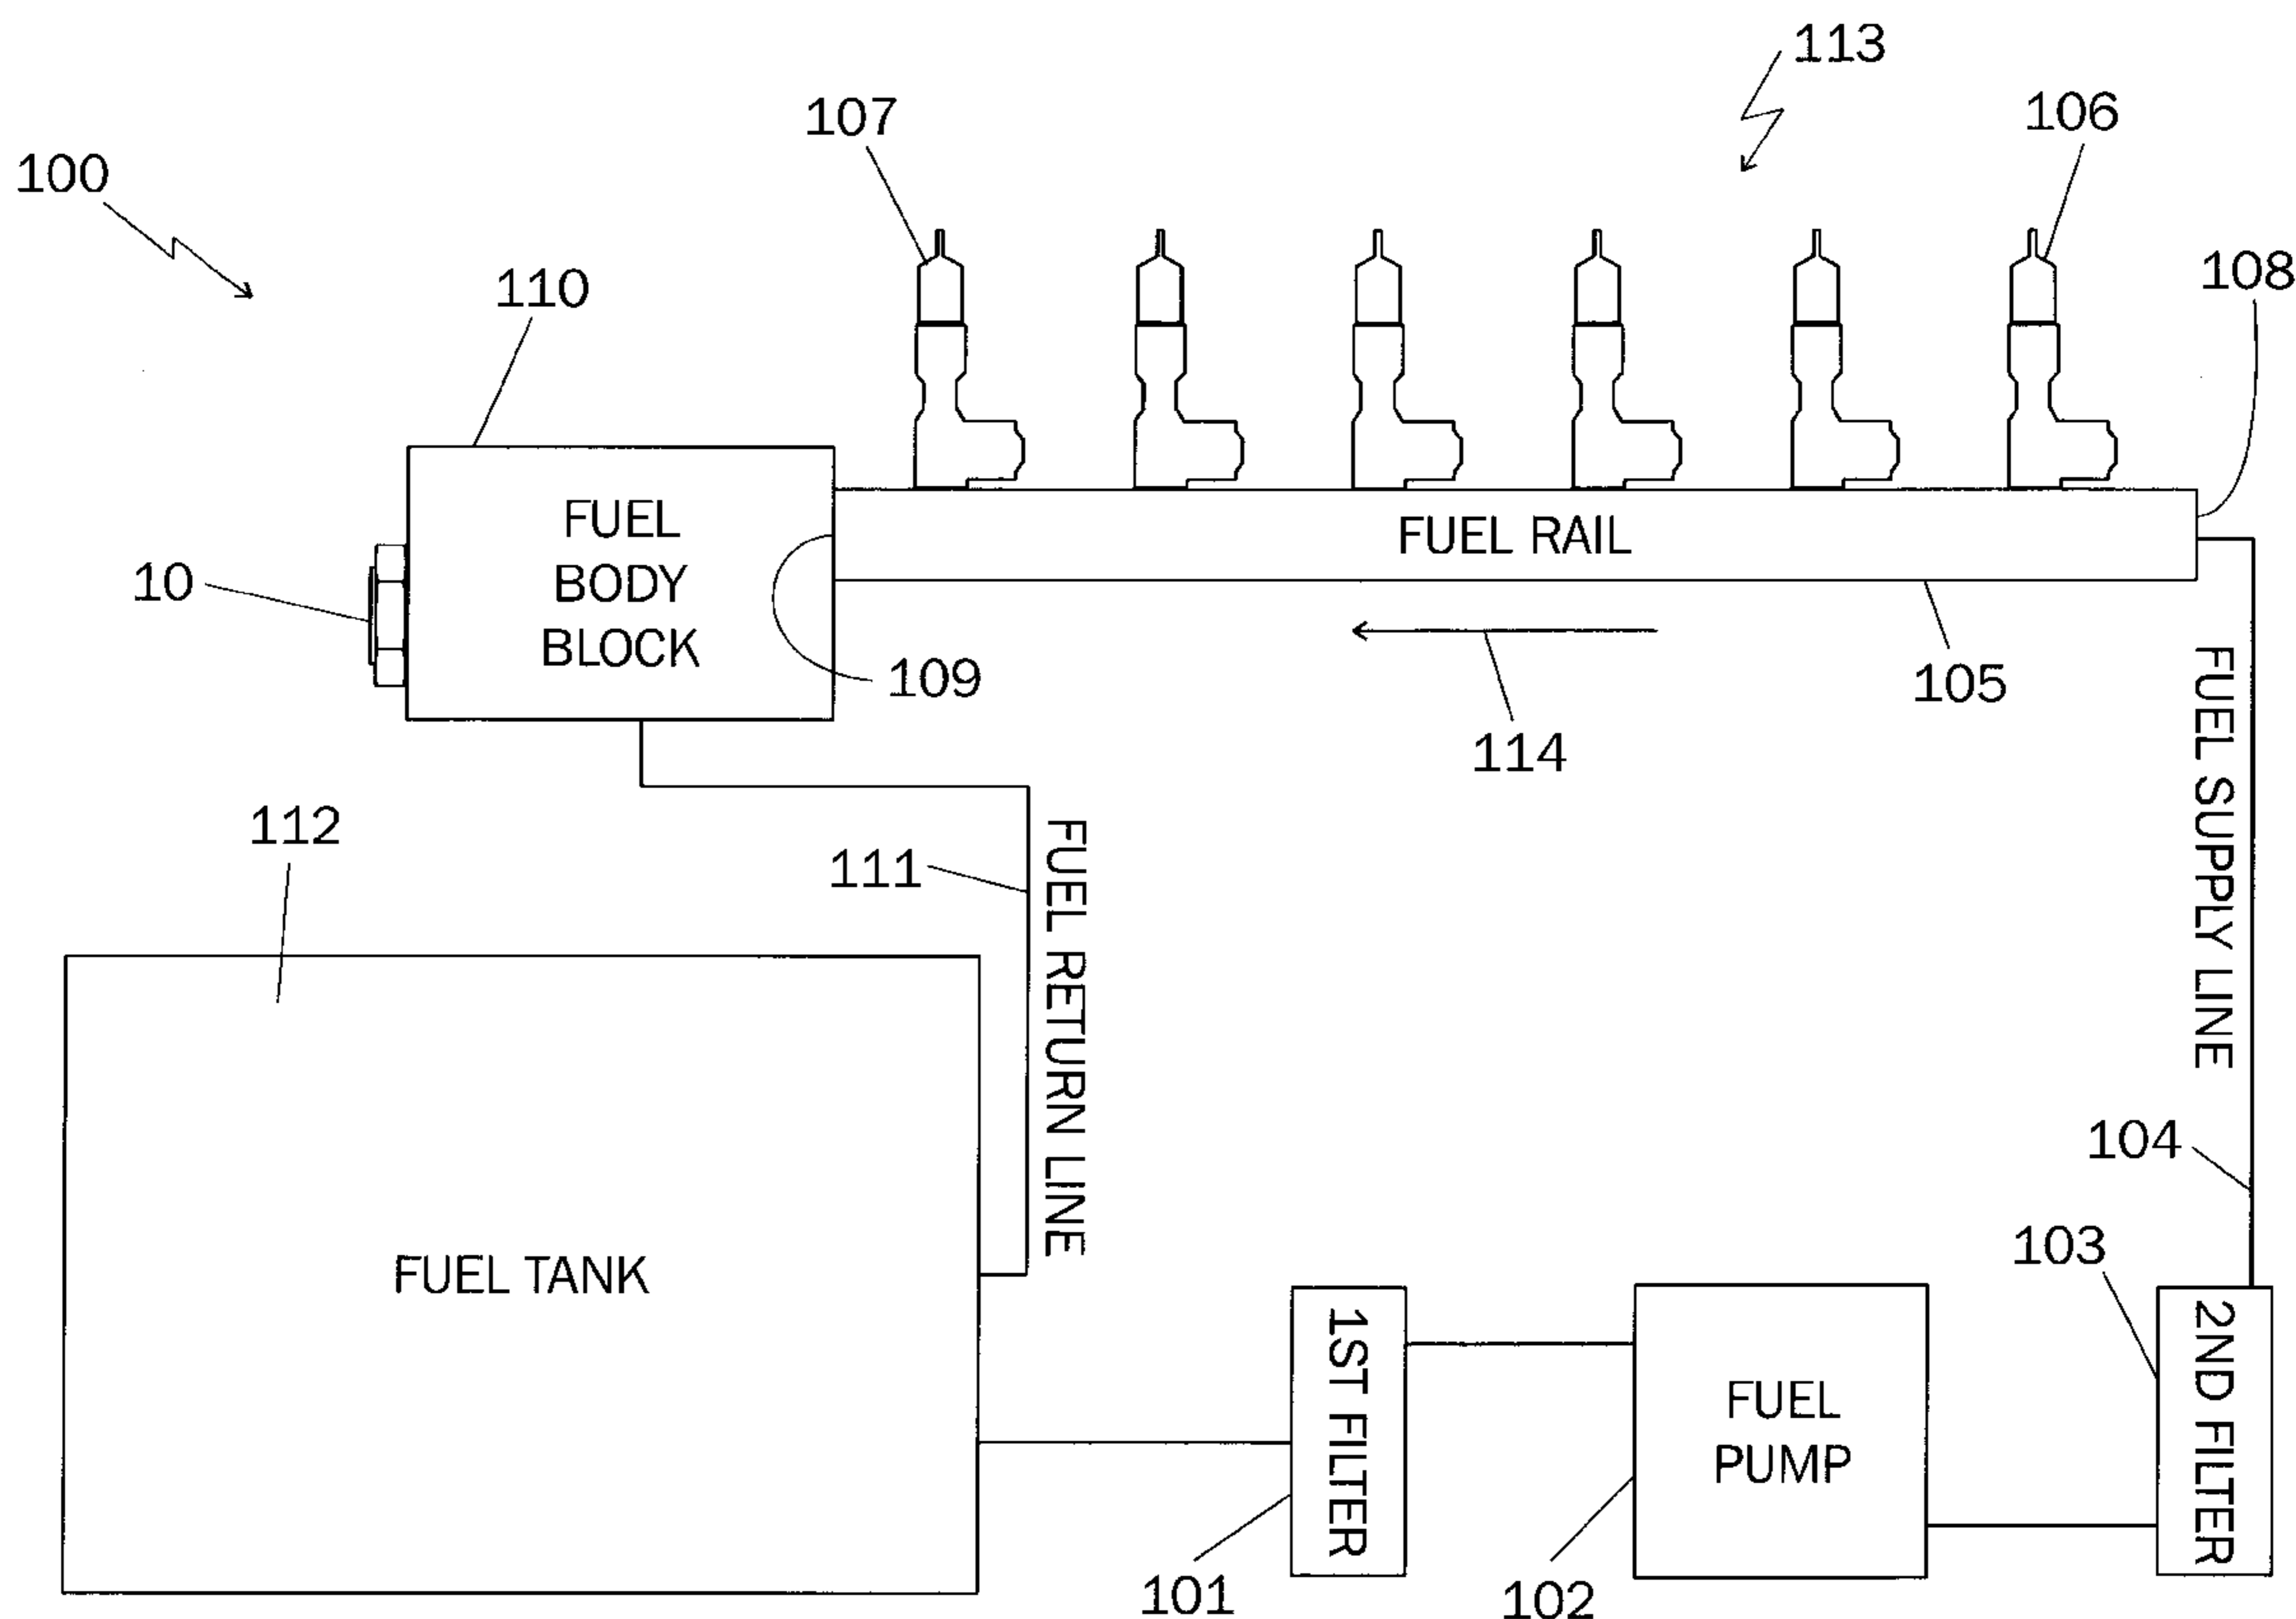 113
107
106
100
108
110
FUEL
BODY
BLOCK
FUEL RAIL
10
109
105
114
FUEL SUPPLY LINE
112
111
FUEL RETURN LINE
104
103
FUEL TANK
1ST FILTER
FUEL
PUMP
2ND FILTER
101
102